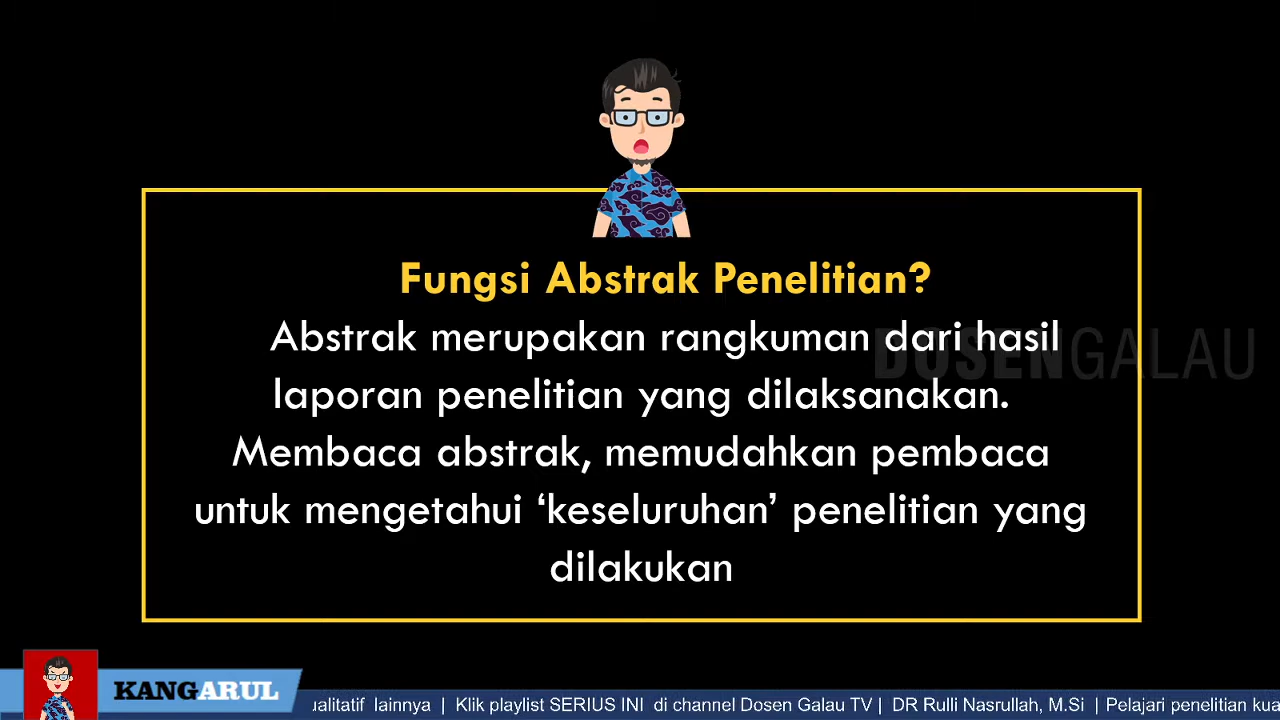 Fungsi Abstrak Penelitian?
Abstrak merupakan rangkuman dari hasil
laporan penelitian yang dilaksanakan.
Membaca abstrak, memudahkan pembaca
untuk mengetahui ‘keseluruhan’ penelitian yang
dilakukan
DOSENGALAU
KANGARUL
lainnya | Klik playlist SERIUS INI di channel Dosen Galau TV | DR Rulli Nasrullah, M.Si | Pelajari penelitian